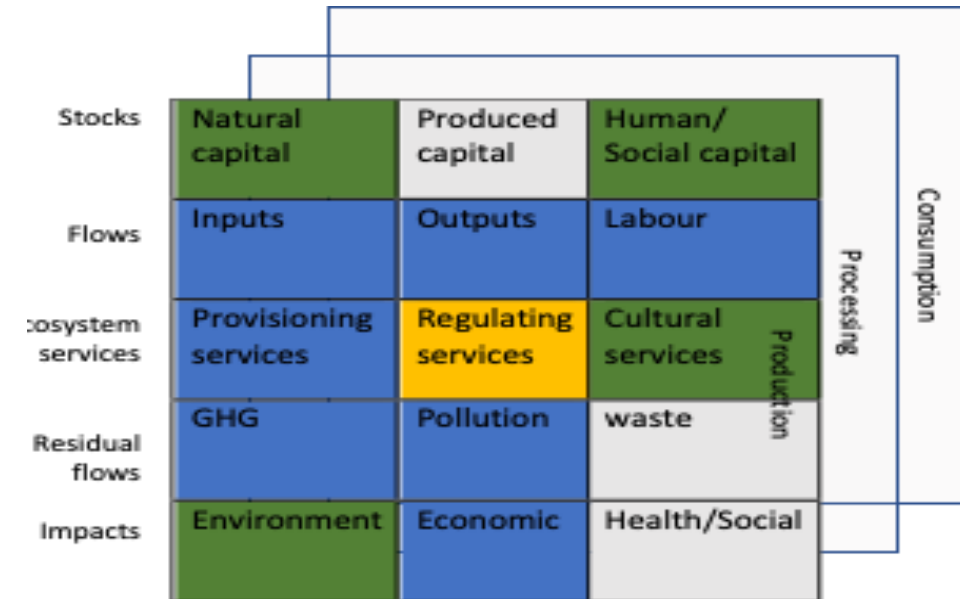 Stocks
Natural
capital
Produced
capital
Human/
Social capital
Flows
Inputs
Outputs
Labour
cosystem
services
Provisioning
services
Regulating
services
Cultural
services
Residual
flows
GHG
Pollution
waste
Impacts
Environment
Economic
Health/Social
Production
Processing
Consumption